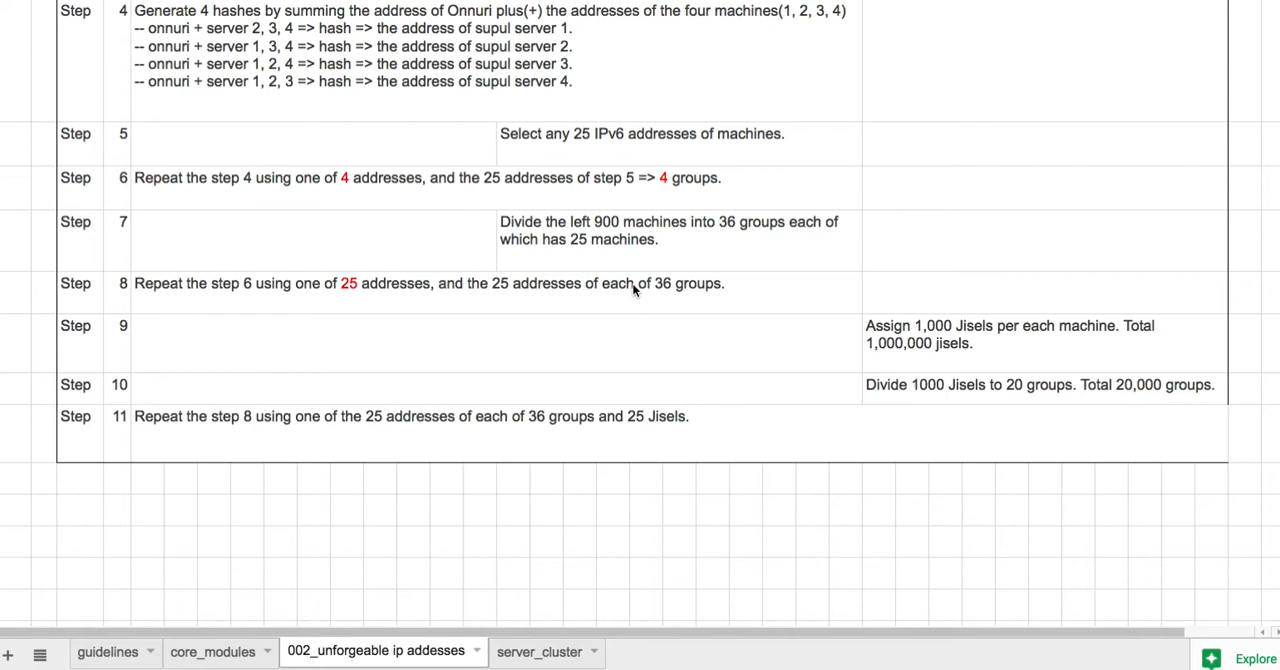 Step 4 Generate 4 hashes by summing the address of Onnuri plus(+) the addresses of the four machines(1, 2, 3, 4)
-- onnuri + server 2, 3, 4 => hash => the address of supul server 1.
-- onnuri + server 1, 3, 4 => hash => the address of supul server 2.
-- onnuri + server 1, 2, 4 => hash => the address of supul server 3.
-- onnuri + server 1, 2, 3 => hash => the address of supul server 4.
Step 5 Select any 25 IPv6 addresses of machines.
Step 6 Repeat the step 4 using one of 4 addresses, and the 25 addresses of step 5 => 4 groups.
Step 7 Divide the left 900 machines into 36 groups each of
which has 25 machines.
Step 8 Repeat the step 6 using one of 25 addresses, and the 25 addresses of each of 36 groups.
Step 9 Assign 1,000 Jisels per each machine. Total
1,000,000 jisels.
Step 10 Divide 1000 Jisels to 20 groups. Total 20,000 groups.
Step 11 Repeat the step 8 using one of the 25 addresses of each of 36 groups and 25 Jisels.
+ guidelines core_modules 002_unforgeable ip addesses server_cluster Explore